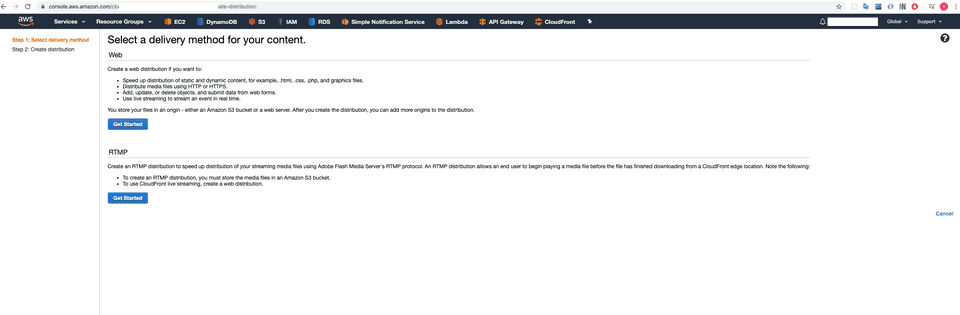 console.aws.amazon.com/clo
ate-distribution:
aws
Services
Resource Groups
EC2
DynamoDB
S3
IAM
RDS
Simple Notification Service
Lambda
API Gateway
CloudFront
Global
Support
Step 1: Select delivery method
Step 2: Create distribution
Select a delivery method for your content.
Web
Create a web distribution if you want to:
Speed up distribution of static and dynamic content, for example, .html, .css, .php, and graphics files.
Distribute media files using HTTP or HTTPS.
Add, update, or delete objects, and submit data from web forms.
Use live streaming to stream an event in real time.
You store your files in an origin - either an Amazon S3 bucket or a web server. After you create the distribution, you can add more origins to the distribution.
Get Started
RTMP
Create an RTMP distribution to speed up distribution of your streaming media files using Adobe Flash Media Server's RTMP protocol. An RTMP distribution allows an end user to begin playing a media file before the file has finished downloading from a CloudFront edge location. Note the following:
To create an RTMP distribution, you must store the media files in an Amazon S3 bucket.
To use CloudFront live streaming, create a web distribution.
Get Started
Cancel